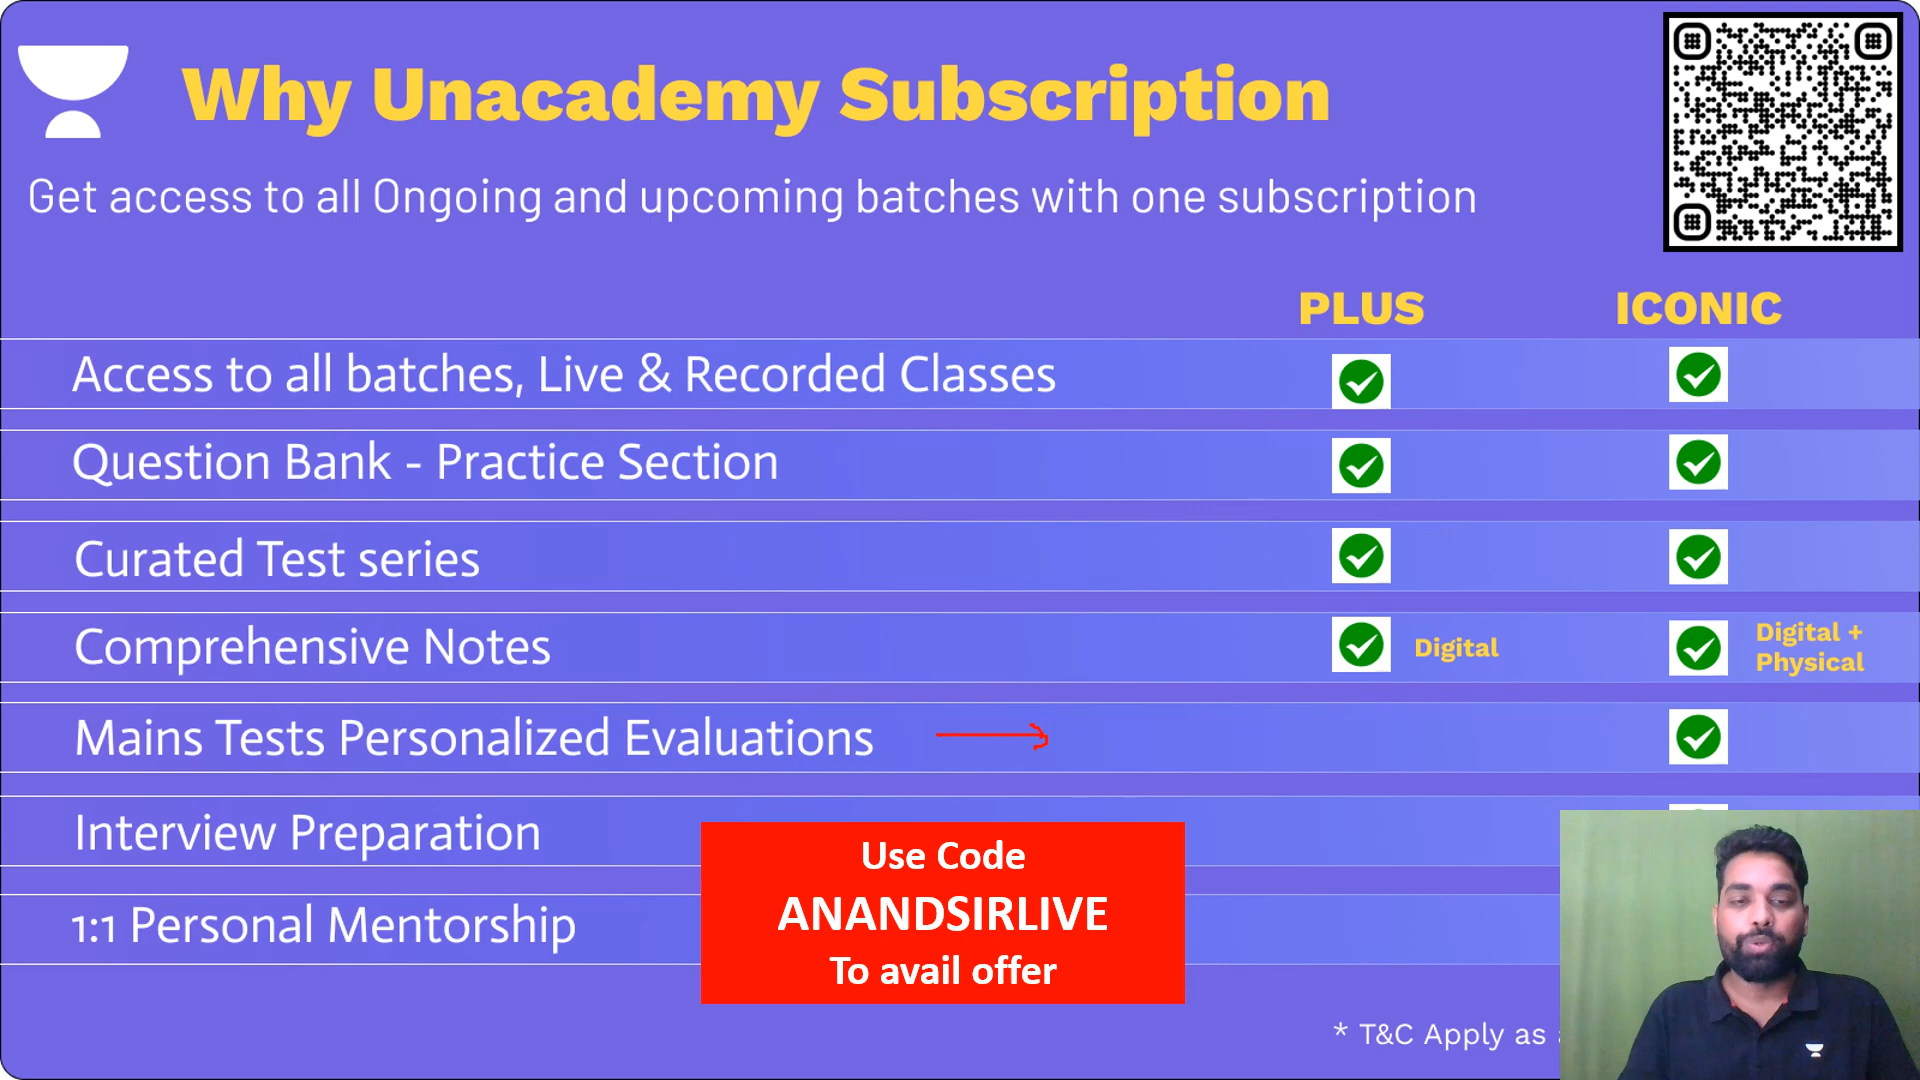 Why Unacademy Subscription
Get access to all Ongoing and upcoming batches with one subscription
PLUS ICONIC
Access to all batches, Live & Recorded Classes
Question Bank - Practice Section
Curated Test series
Comprehensive Notes Digital Digital +
Physical
Mains Tests Personalized Evaluations
Interview Preparation
1:1 Personal Mentorship
Use Code
ANANDSIRLIVE
To avail offer
* T&C Apply as